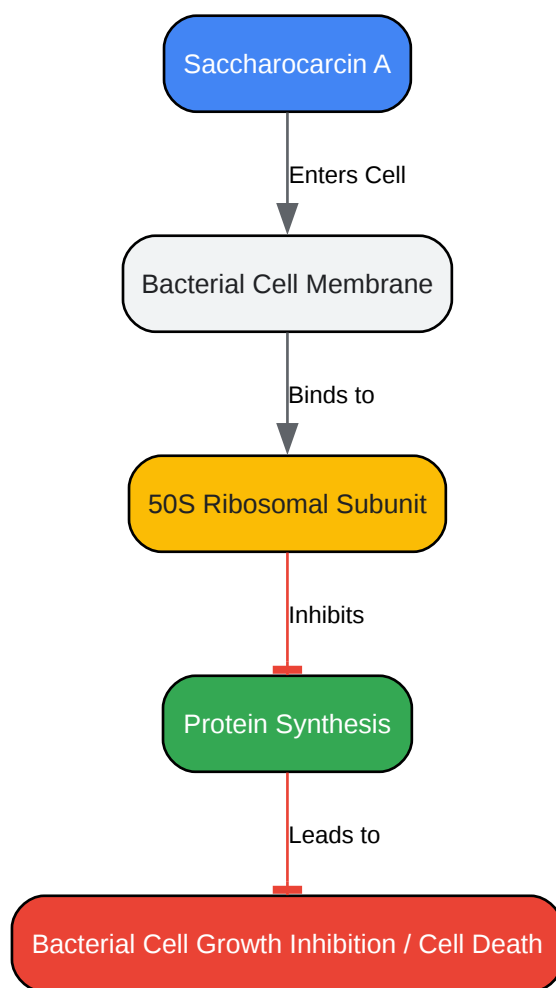 Saccharocarcin A
Enters Cell
Bacterial Cell Membrane
Binds to
50S Ribosomal Subunit
Inhibits
Protein Synthesis
Leads to
Bacterial Cell Growth Inhibition / Cell Death